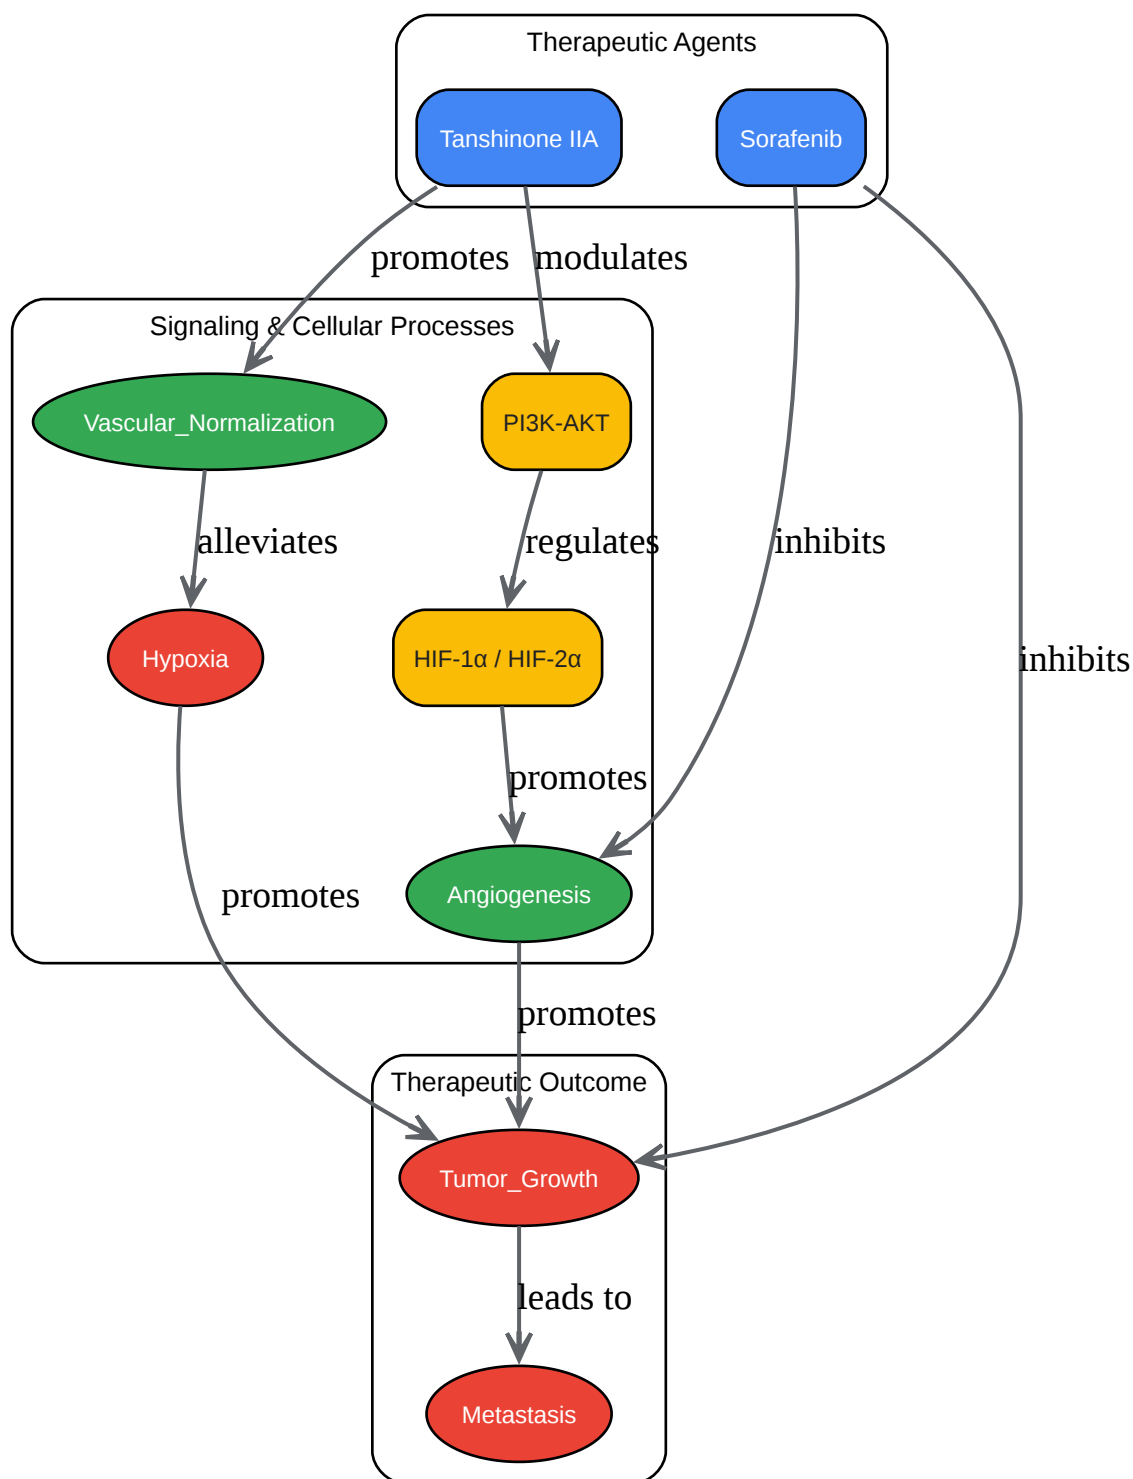 Therapeutic Agents
Tanshinone IIA
Sorafenib
promotes
modulates
Signaling & Cellular Processes
Vascular_Normalization
PI3K-AKT
alleviates
regulates
inhibits
Hypoxia
HIF-1α / HIF-2α
inhibits
promotes
promotes
Angiogenesis
promotes
Therapeutic Outcome
Tumor_Growth
leads to
Metastasis